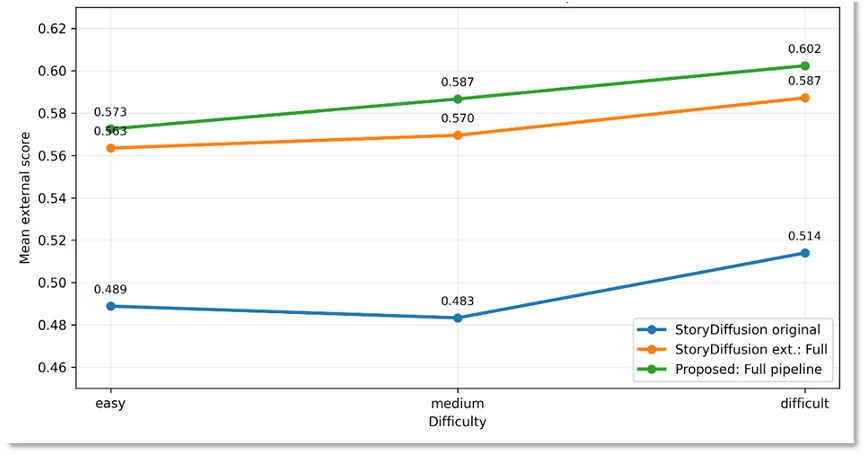 0.62
0.60
0.58
0.56
0.54
0.52
0.50
0.48
0.46
Mean external score
0.573
0.563
0.489
0.587
0.570
0.483
0.602
0.587
0.514
StoryDiffusion original
StoryDiffusion ext.: Full
Proposed: Full pipeline
easy
medium
difficult
Difficulty